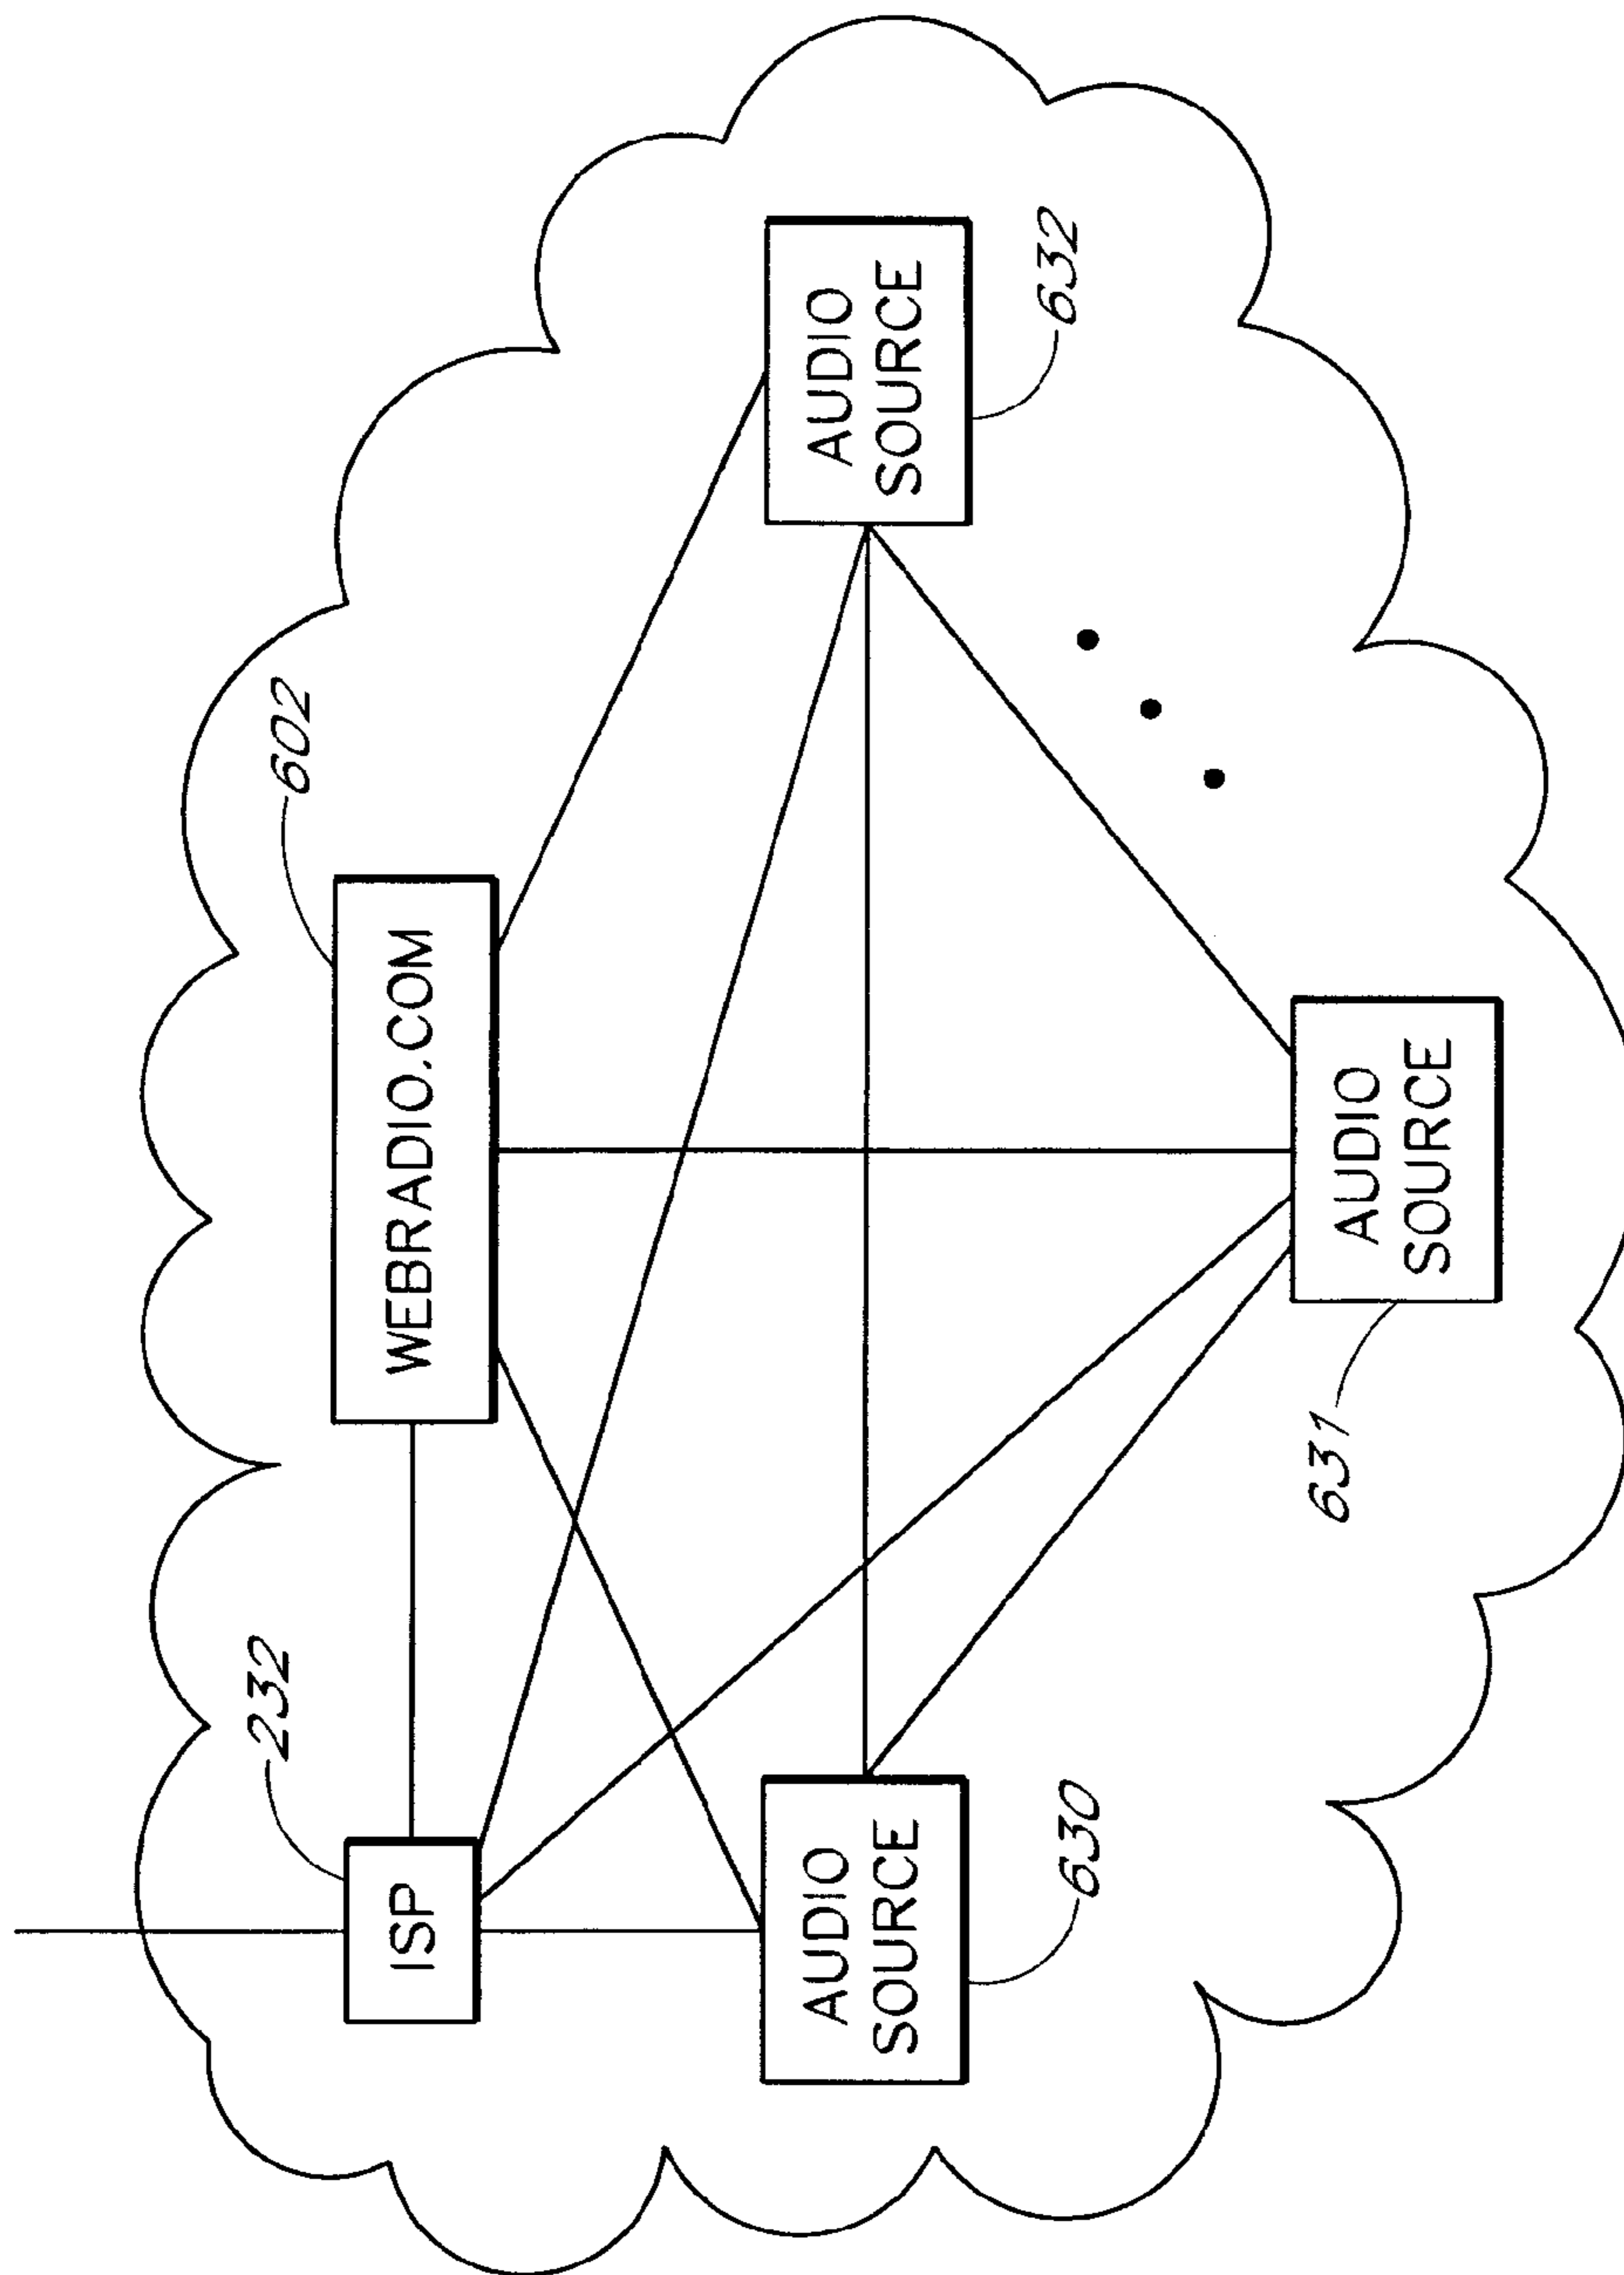 232
602
ISP
WEBRADIO.COM
AUDIO
SOURCE
630
AUDIO
SOURCE
632
631
AUDIO
SOURCE